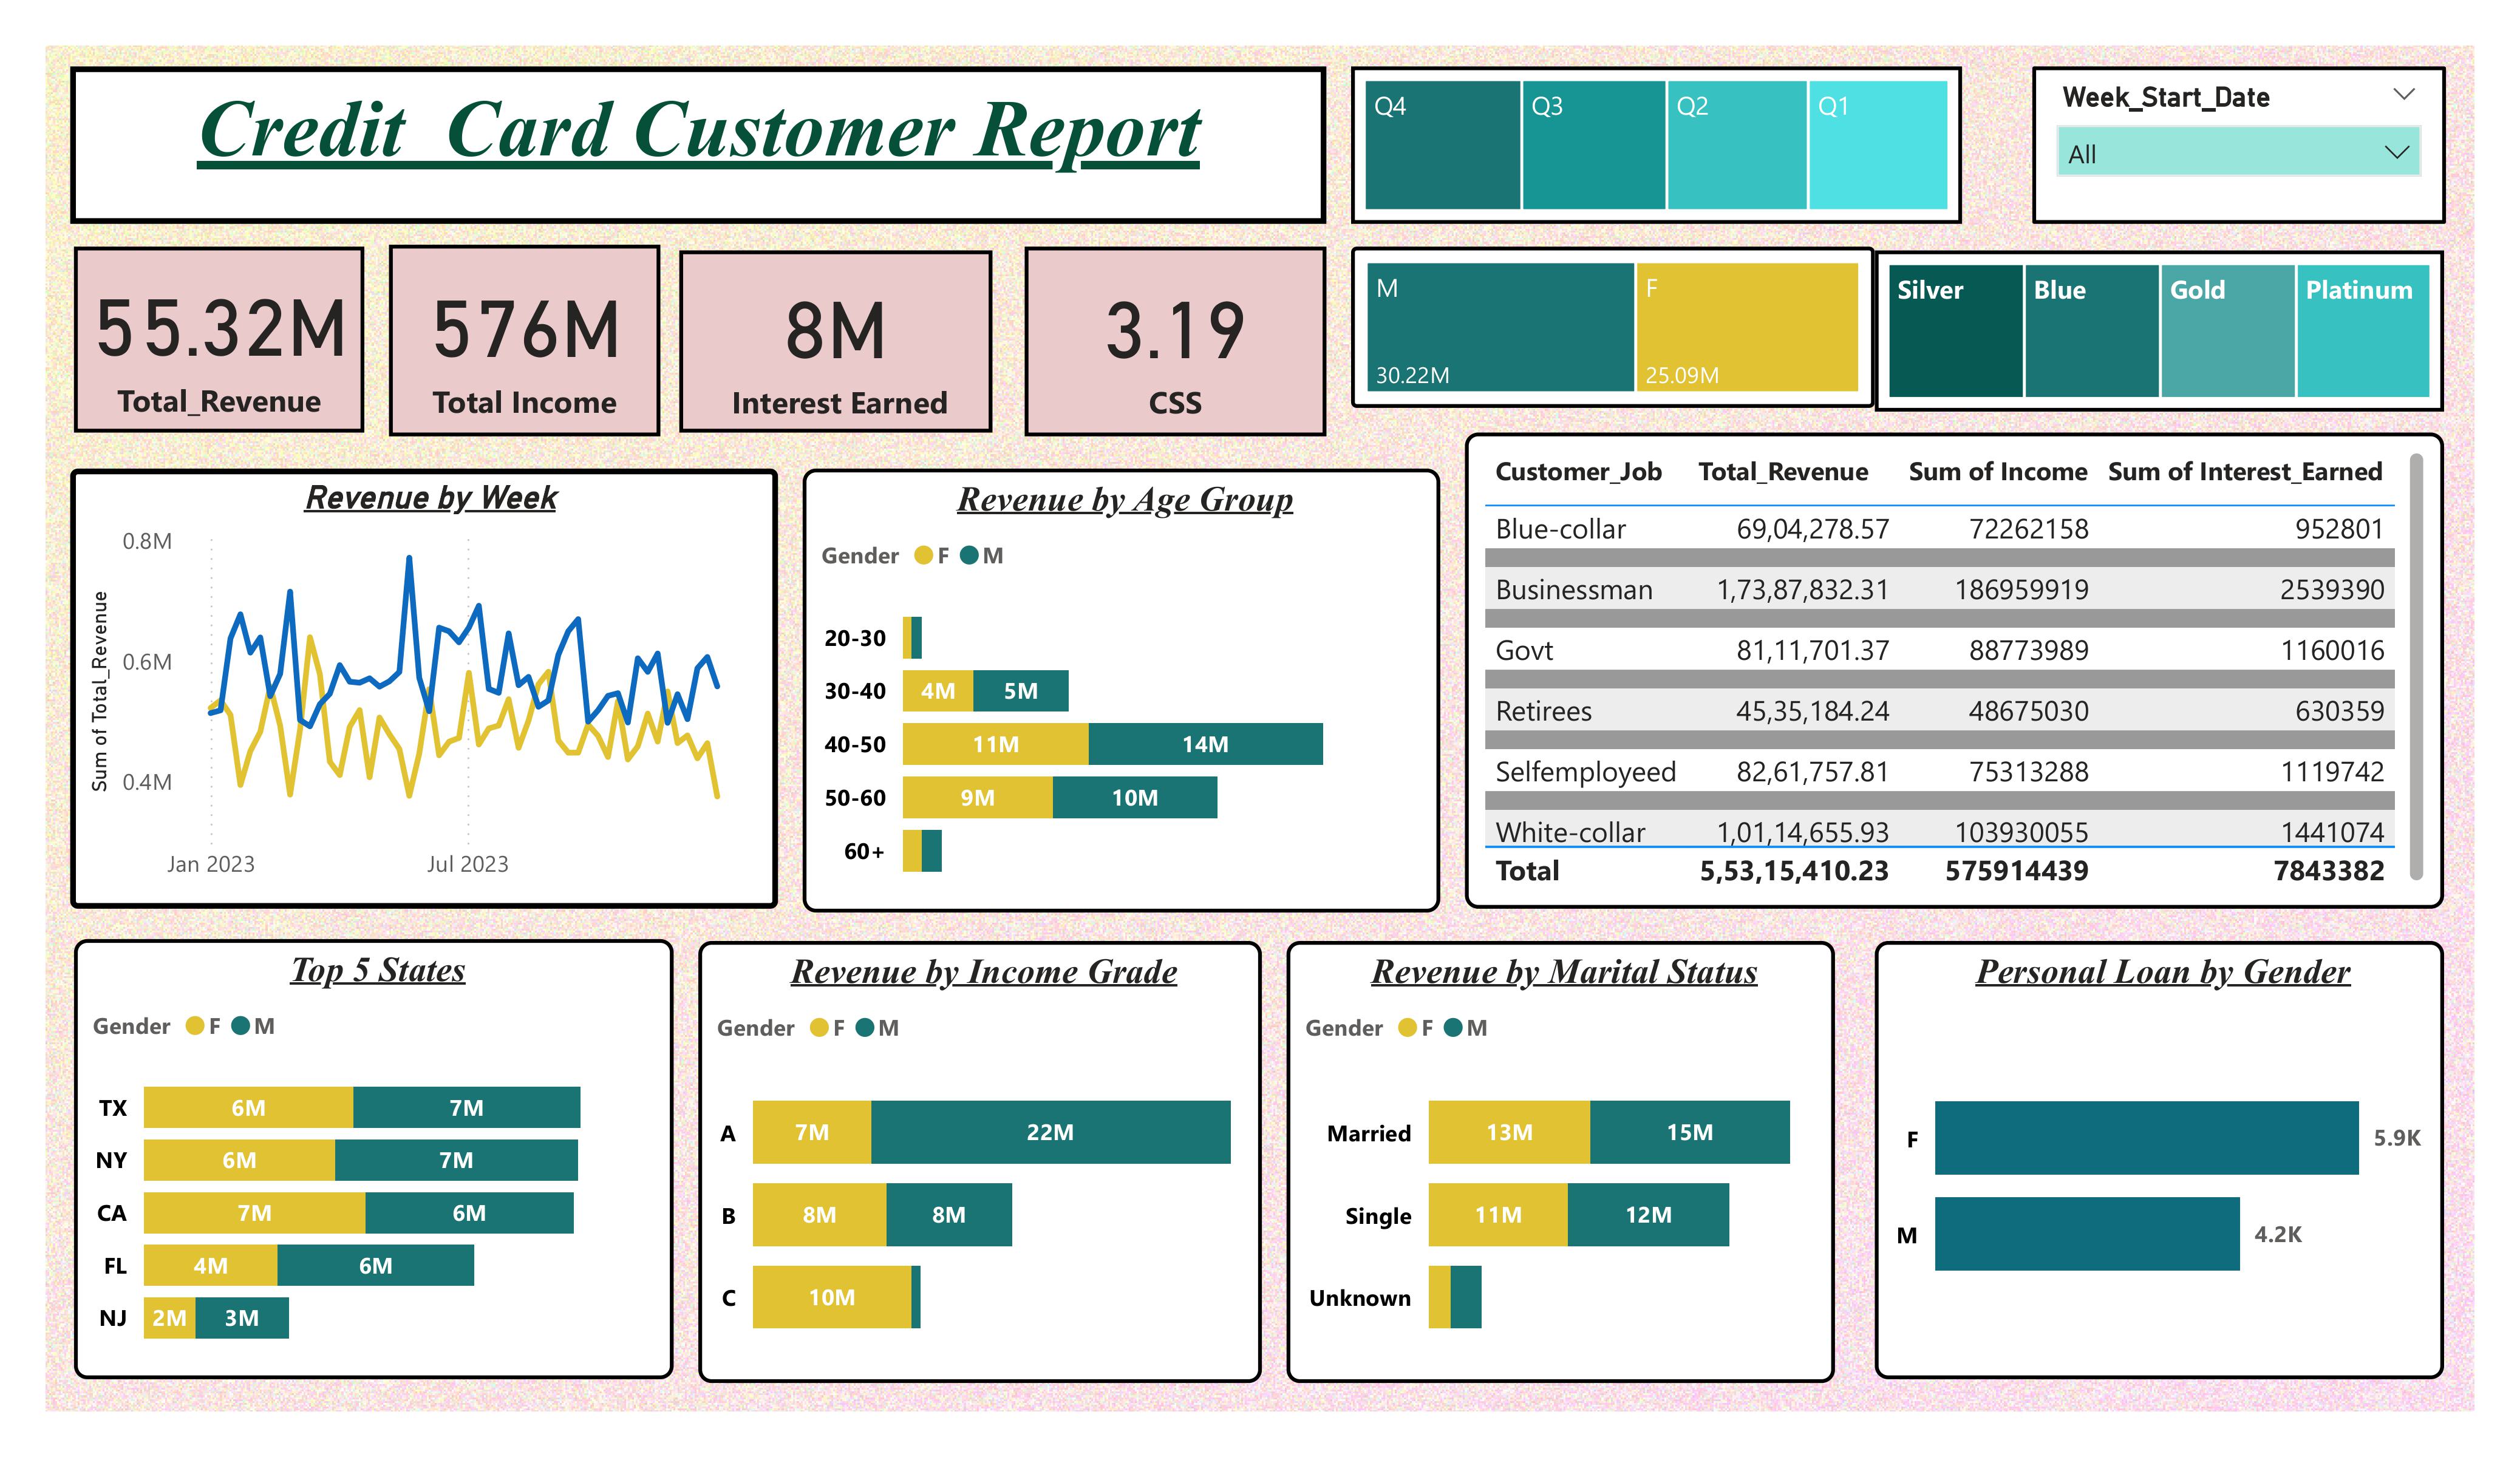 Credit  Card Customer Report
Q4 Q3 Q2 Q1
Week_Start_Date
All
55.32M
Total_Revenue
576M
Total Income
8M
Interest Earned
3.19
CSS
M F
30.22M 25.09M
Silver Blue Gold Platinum
Revenue by Week
Sum of Total_Revenue
0.8M
0.6M
0.4M
Jan 2023 Jul 2023
Revenue by Age Group
Gender F M
20-30
30-40 4M 5M
40-50 11M 14M
50-60 9M 10M
60+
Customer_Job Total_Revenue Sum of Income Sum of Interest_Earned
Blue-collar 69,04,278.57 72262158 952801
Businessman 1,73,87,832.31 186959919 2539390
Govt 81,11,701.37 88773989 1160016
Retirees 45,35,184.24 48675030 630359
Selfemployeed 82,61,757.81 75313288 1119742
White-collar 1,01,14,655.93 103930055 1441074
Total 5,53,15,410.23 575914439 7843382
Top 5 States
Gender F M
TX 6M 7M
NY 6M 7M
CA 7M 6M
FL 4M 6M
NJ 2M 3M
Revenue by Income Grade
Gender F M
A 7M 22M
B 8M 8M
C 10M
Revenue by Marital Status
Gender F M
Married 13M 15M
Single 11M 12M
Unknown
Personal Loan by Gender
F 5.9K
M 4.2K